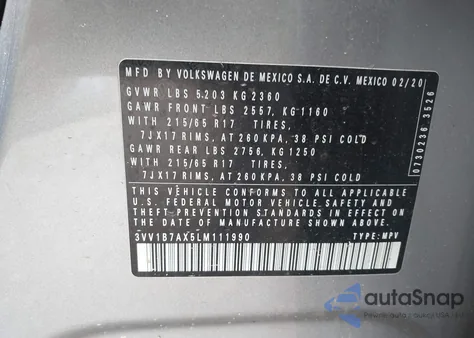 MFD BY VOLKSWAGEN DE MEXICO S.A. DE C.V. MEXICO 02/20
GVWR LBS 5203 KG 2360
GAWR FRONT LBS 2557, KG 1160
WITH 215/65 R17 TIRES,
7JX17 RIMS, AT 260 KPA, 38 PSI COLD
GAWR REAR LBS 2756, KG 1250
WITH 215/65 R17 TIRES,
7JX17 RIMS, AT 260 KPA, 38 PSI COLD
THIS VEHICLE CONFORMS TO ALL APPLICABLE
U.S. FEDERAL MOTOR VEHICLE SAFETY AND
THEFT-PREVENTION STANDARDS IN EFFECT ON
THE DATE OF MANUFACTURE SHOWN ABOVE.
3VV1B7AX5LM111990 TYPE: MPV
0730236 3526
autoSnap